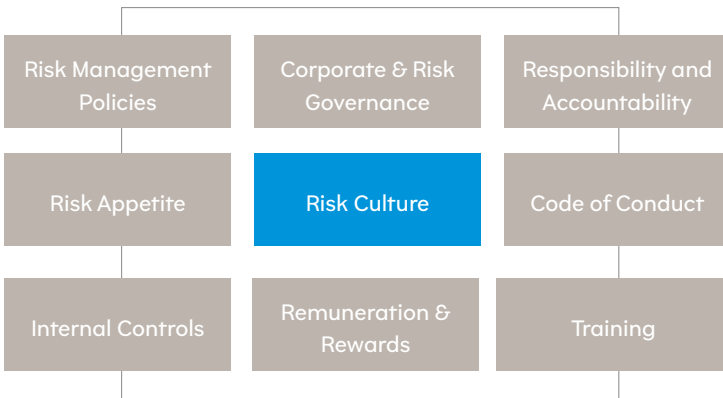 Risk Management
Policies
Corporate & Risk
Governance
Responsibility and
Accountability
Risk Appetite
Risk Culture
Code of Conduct
Internal Controls
Remuneration &
Rewards
Training